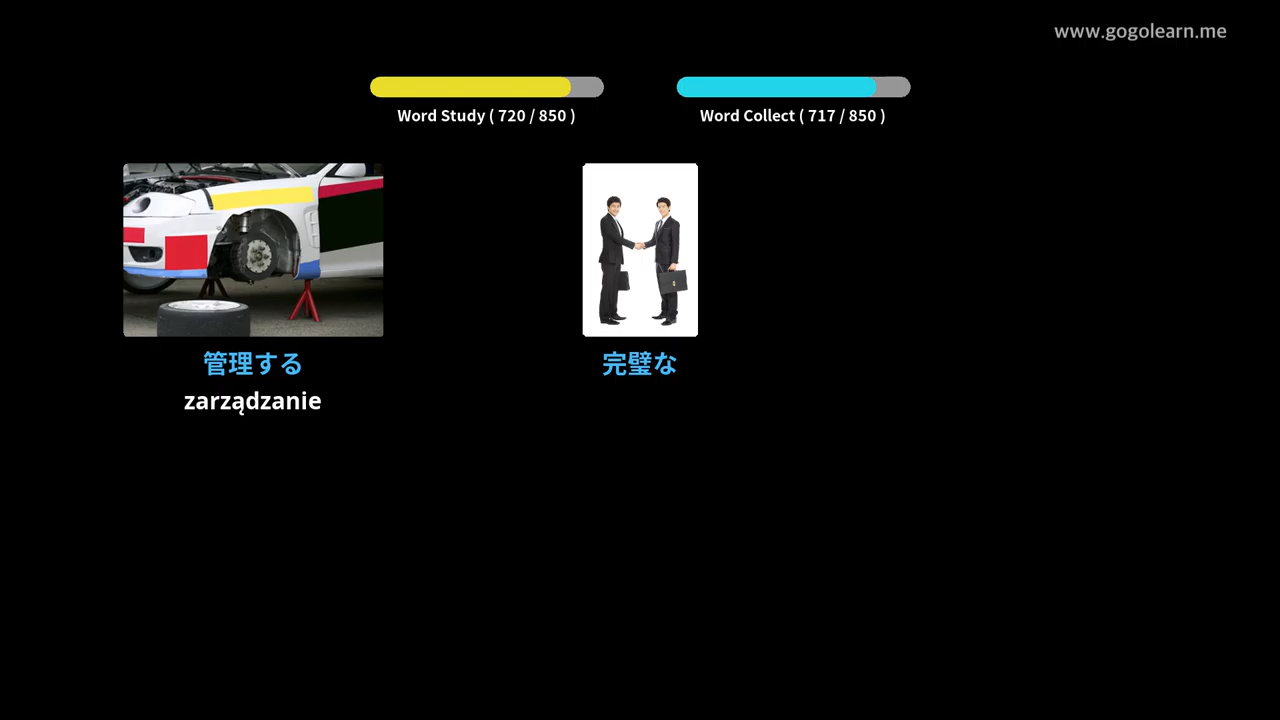 www.gogolearn.me
Word Study ( 720 / 850 )
Word Collect ( 717 / 850 )
管理する
完璧な
zarządzanie